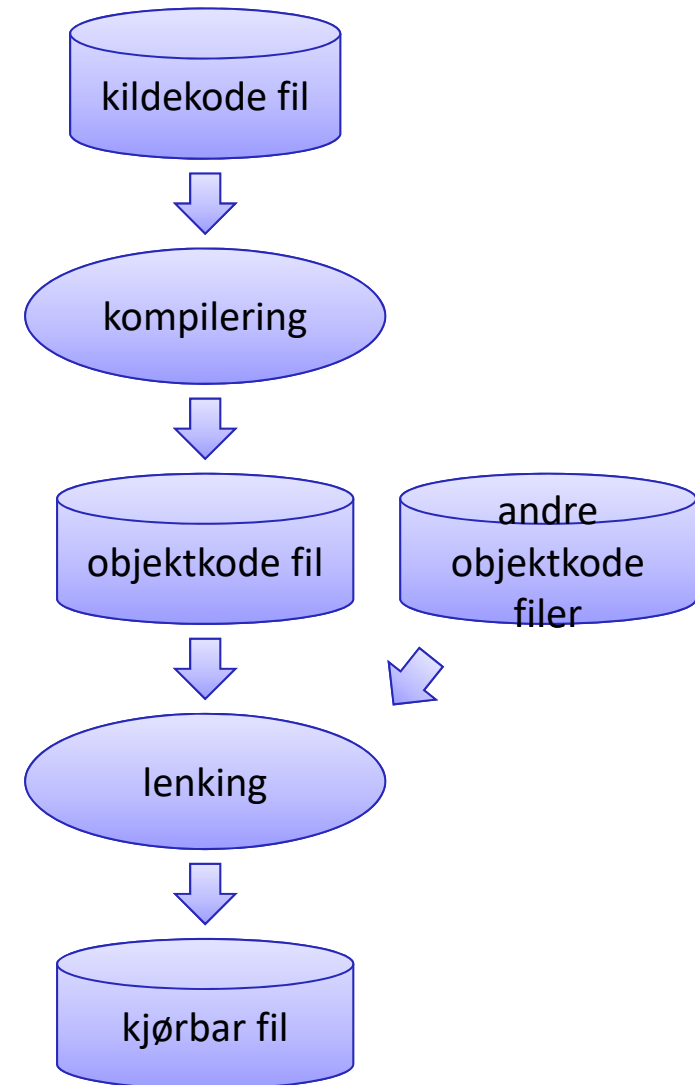 kildekode fil
kompilering
objektkode fil
andre
objektkode
filer
lenking
kjørbar fil